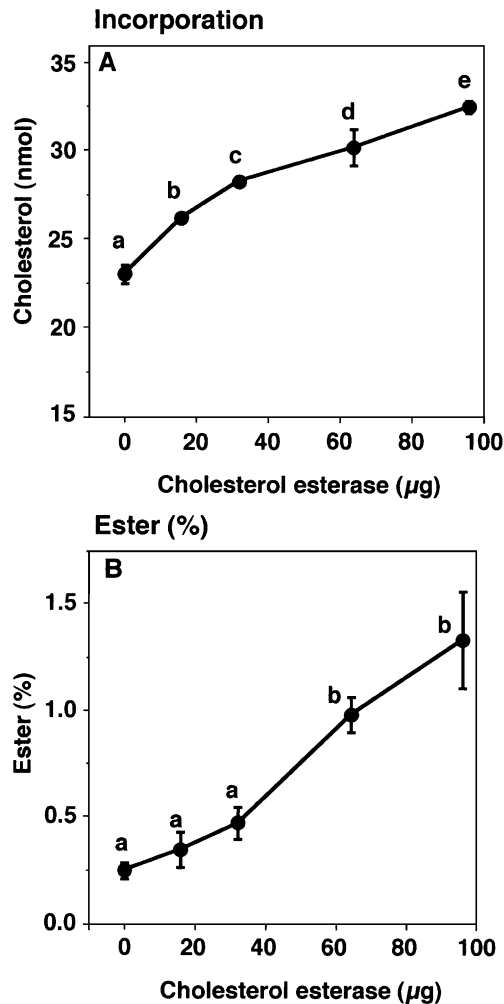 Incorporation
A
35
30
25
20
15
Cholesterol (nmol)
a
b
c
d
e
0 20 40 60 80 100
Cholesterol esterase (µg)
Ester (%)
B
1.5
1.0
0.5
0.0
Ester (%)
a
a
a
b
b
0 20 40 60 80 100
Cholesterol esterase (µg)